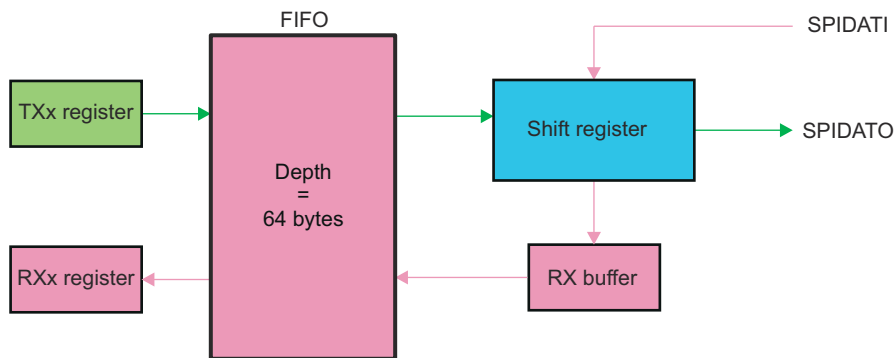 FIFO
SPIDATI
TXx register
Shift register
SPIDATO
Depth
=
64 bytes
RXx register
RX buffer